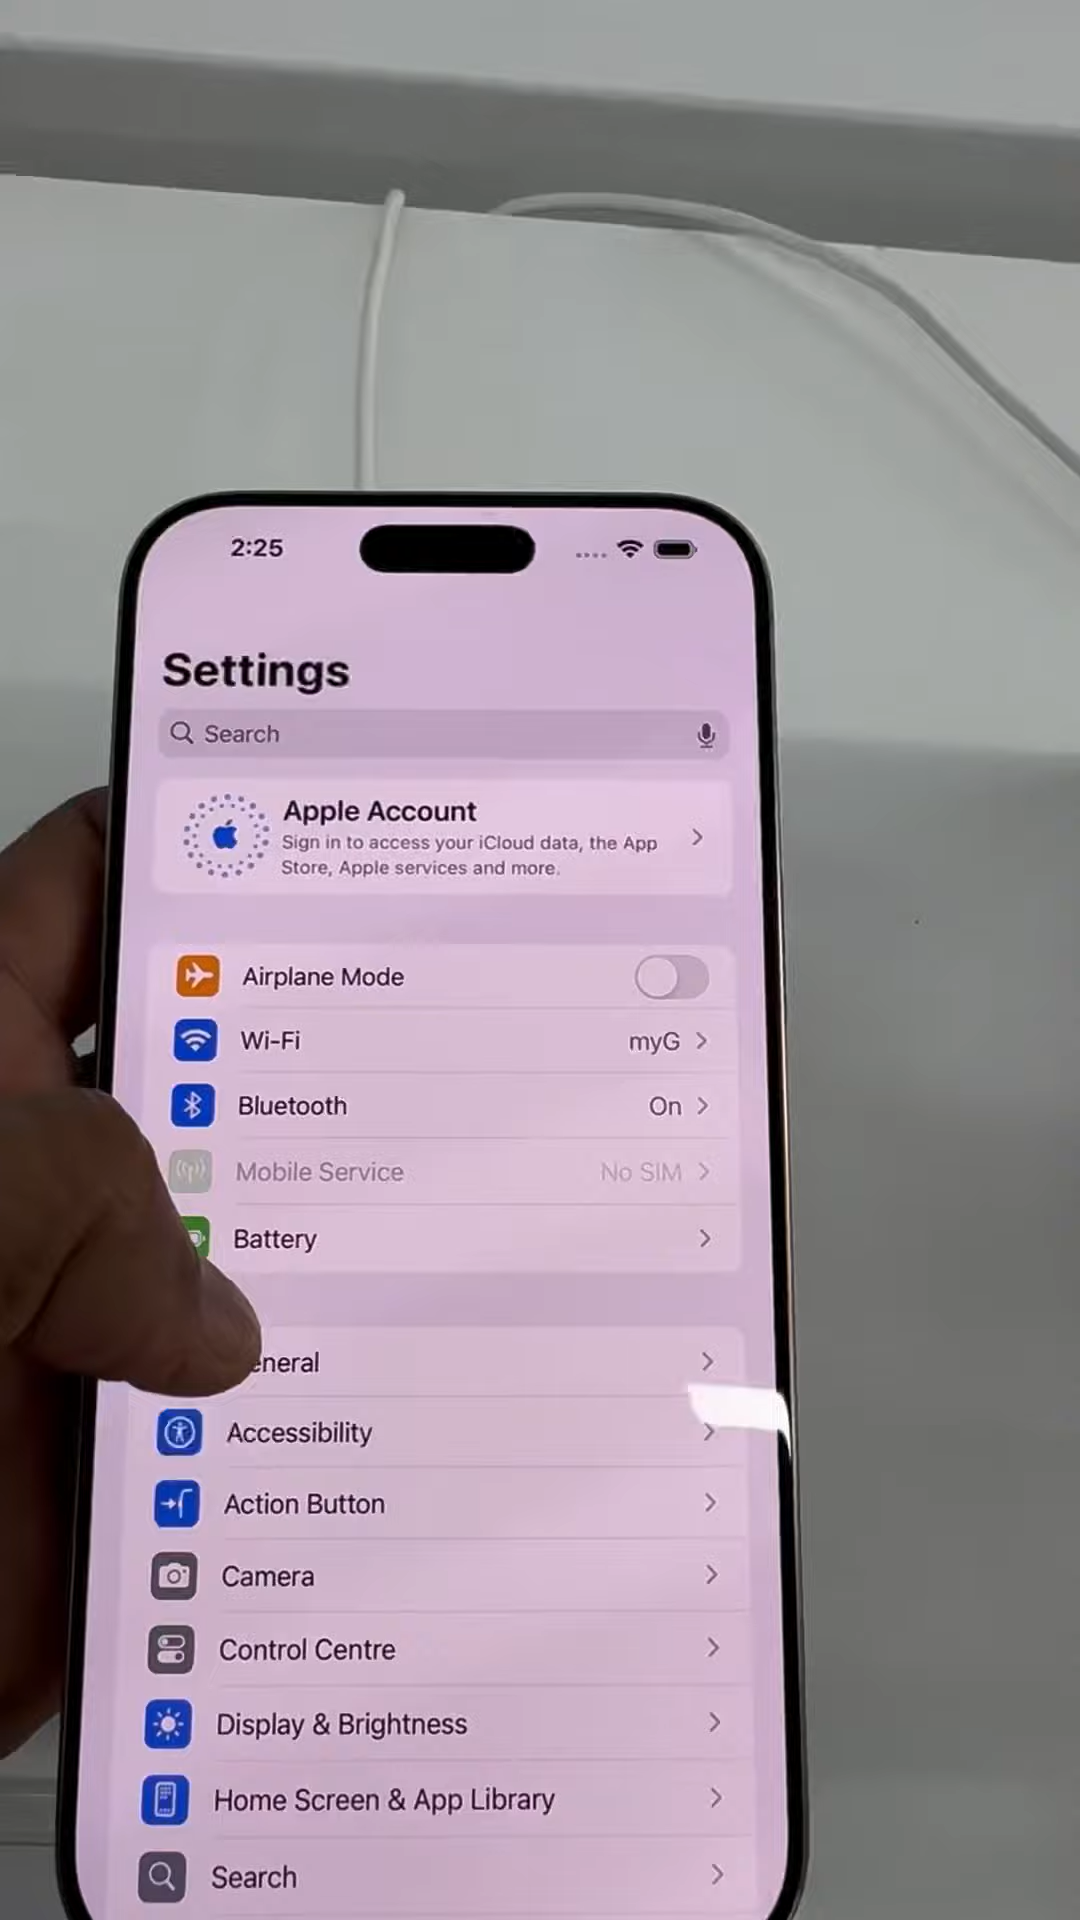 2:25
Settings
Search
Apple Account
Sign in to access your iCloud data, the App
Store, Apple services and more.
Airplane Mode
Wi-Fi myG
Bluetooth On
Mobile Service No SIM
Battery
eneral
Accessibility
Action Button
Camera
Control Centre
Display & Brightness
Home Screen & App Library
Search